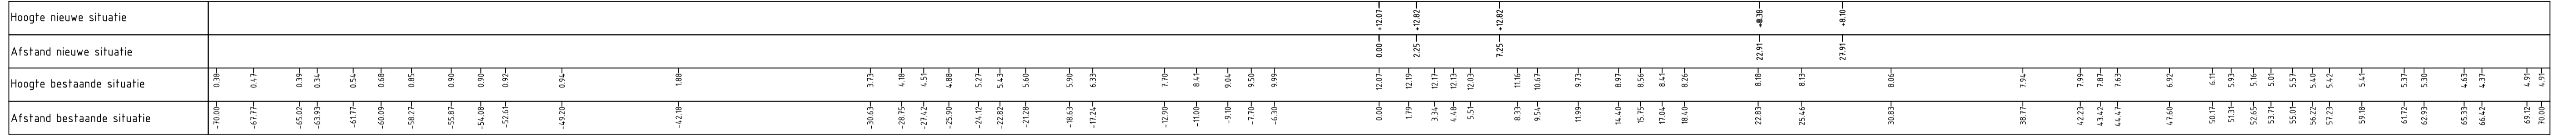 Hoogte nieuwe situatie +12.07 +12.82 +12.82 +8.10
Afstand nieuwe situatie 0.00 2.25 7.25 22.91 27.91
Hoogte bestaande situatie 0.38 0.47 0.39 0.34 0.54 0.68 0.85 0.90 0.90 0.92 0.94 1.88 3.73 4.18 4.51 4.88 5.27 5.43 5.60 5.90 6.33 7.70 8.41 9.04 9.50 9.99 12.07 12.19 12.17 12.13 12.03 11.16 10.67 9.73 8.97 8.56 8.41 8.26 8.18 8.13 8.06 7.94 7.99 7.87 7.63 6.92 6.11 5.93 5.16 5.01 5.57 5.40 5.42 5.41 5.37 5.30 4.63 4.37 4.91 4.91
Afstand bestaande situatie -70.00 -67.77 -65.02 -63.93 -61.77 -60.09 -58.27 -55.87 -54.08 -52.61 -49.20 -42.18 -30.63 -28.75 -27.42 -25.90 -24.12 -22.82 -21.28 -18.63 -17.24 -12.90 -11.00 -9.10 -7.70 -6.30 0.00 1.79 3.34 4.48 5.51 8.33 9.54 11.99 14.40 15.75 17.04 18.40 22.83 25.46 30.83 38.77 42.23 43.42 44.47 47.60 50.17 51.31 52.65 53.71 55.01 56.22 57.23 59.18 61.72 62.93 65.33 66.42 69.12 70.00